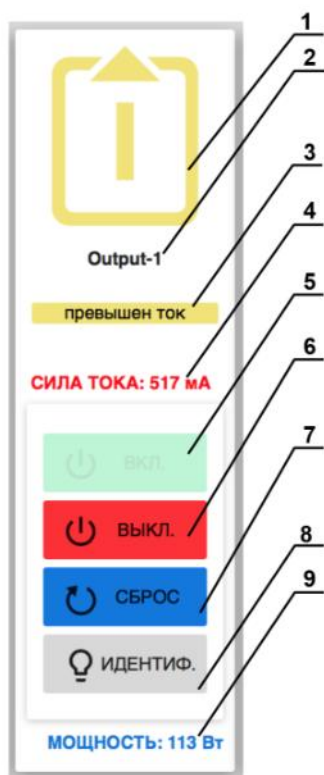 1
2
Output-1
3
превышен ток
4
СИЛА ТОКА: 517 мА
5
ВКЛ.
6
ВЫКЛ.
7
СБРОС
8
ИДЕНТИФ.
9
МОЩНОСТЬ: 113 Вт